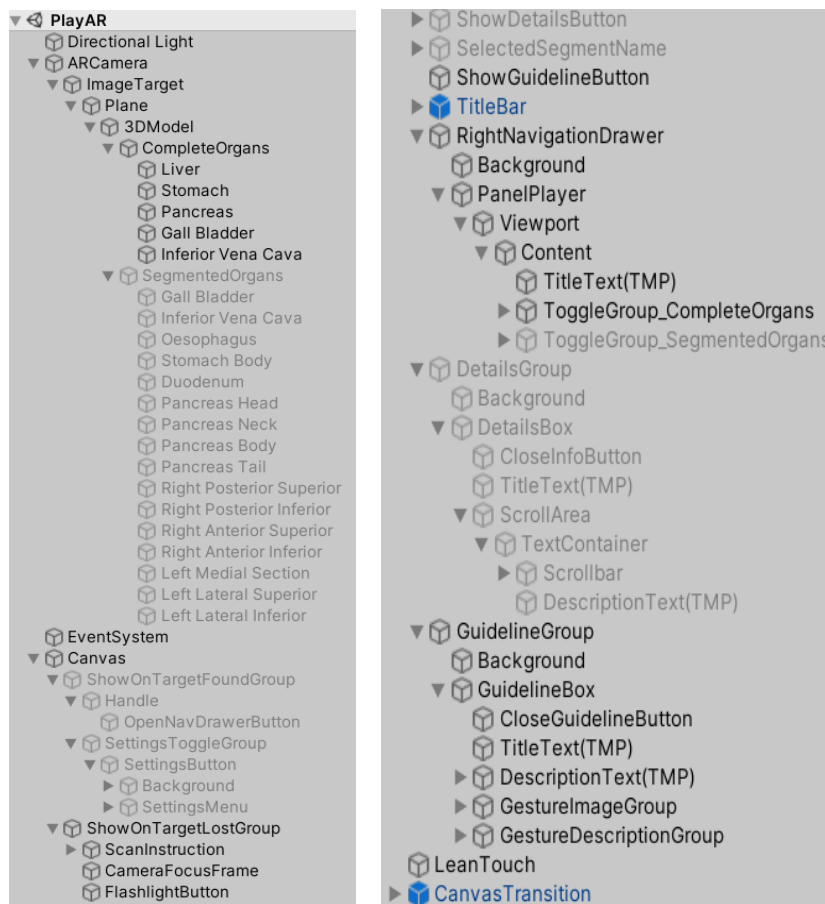 PlayAR
Directional Light
ARCamera
ImageTarget
Plane
3DModel
CompleteOrgans
Liver
Stomach
Pancreas
Gall Bladder
Inferior Vena Cava
SegmentedOrgans
Gall Bladder
Inferior Vena Cava
Oesophagus
Stomach Body
Duodenum
Pancreas Head
Pancreas Neck
Pancreas Body
Pancreas Tail
Right Posterior Superior
Right Posterior Inferior
Right Anterior Superior
Right Anterior Inferior
Left Medial Section
Left Lateral Superior
Left Lateral Inferior
EventSystem
Canvas
ShowOnTargetFoundGroup
Handle
OpenNavDrawerButton
SettingsToggleGroup
SettingsButton
Background
SettingsMenu
ShowOnTargetLostGroup
ScanInstruction
CameraFocusFrame
FlashlightButton
ShowDetailsButton
SelectedSegmentName
ShowGuidelineButton
TitleBar
RightNavigationDrawer
Background
PanelPlayer
Viewport
Content
TitleText(TMP)
ToggleGroup_CompleteOrgans
ToggleGroup_SegmentedOrgans
DetailsGroup
Background
DetailsBox
CloseInfoButton
TitleText(TMP)
ScrollArea
TextContainer
Scrollbar
DescriptionText(TMP)
GuidelineGroup
Background
GuidelineBox
CloseGuidelineButton
TitleText(TMP)
DescriptionText(TMP)
GestureImageGroup
GestureDescriptionGroup
LeanTouch
CanvasTransition